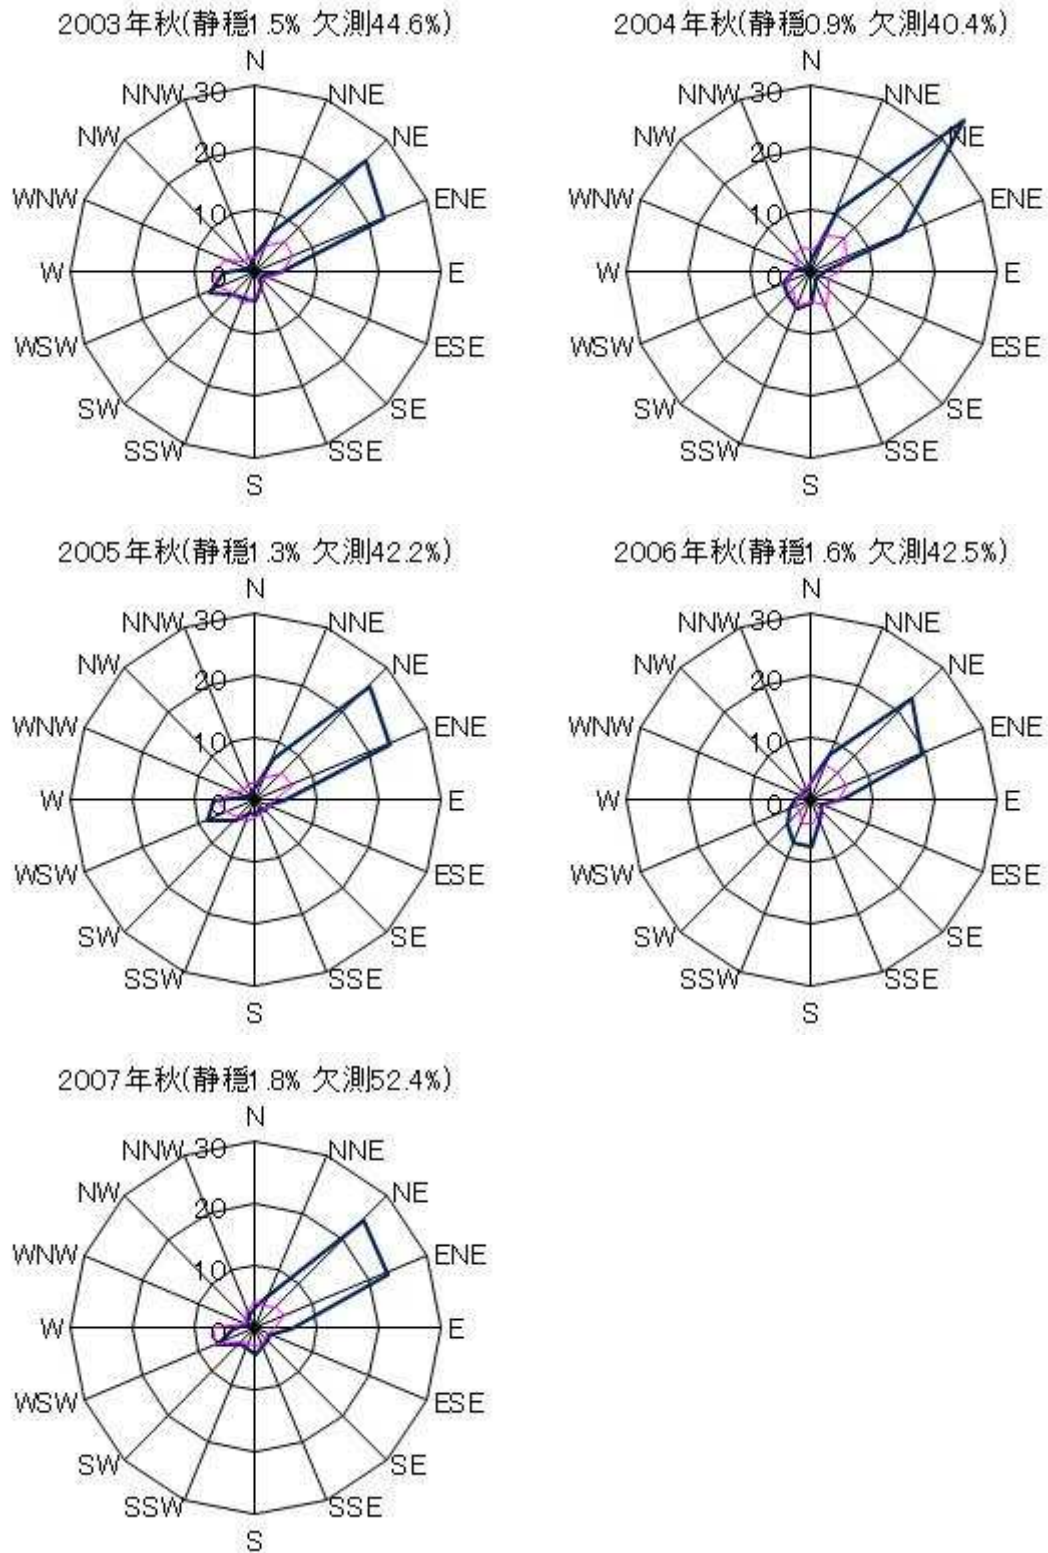 2003年秋(静穏1.5% 欠測44.6%)
N
NNW 30 NNE
NW 20 NE
WNW 10 ENE
W 0 E
WSW ESE
SW SE
SSW SSE
S
2004年秋(静穏0.9% 欠測40.4%)
N
NNW 30 NNE
NW 20 NE
WNW 10 ENE
W 0 E
WSW ESE
SW SE
SSW SSE
S
2005年秋(静穏1.3% 欠測42.2%)
N
NNW 30 NNE
NW 20 NE
WNW 10 ENE
W 0 E
WSW ESE
SW SE
SSW SSE
S
2006年秋(静穏1.6% 欠測42.5%)
N
NNW 30 NNE
NW 20 NE
WNW 10 ENE
W 0 E
WSW ESE
SW SE
SSW SSE
S
2007年秋(静穏1.8% 欠測52.4%)
N
NNW 30 NNE
NW 20 NE
WNW 10 ENE
W 0 E
WSW ESE
SW SE
SSW SSE
S